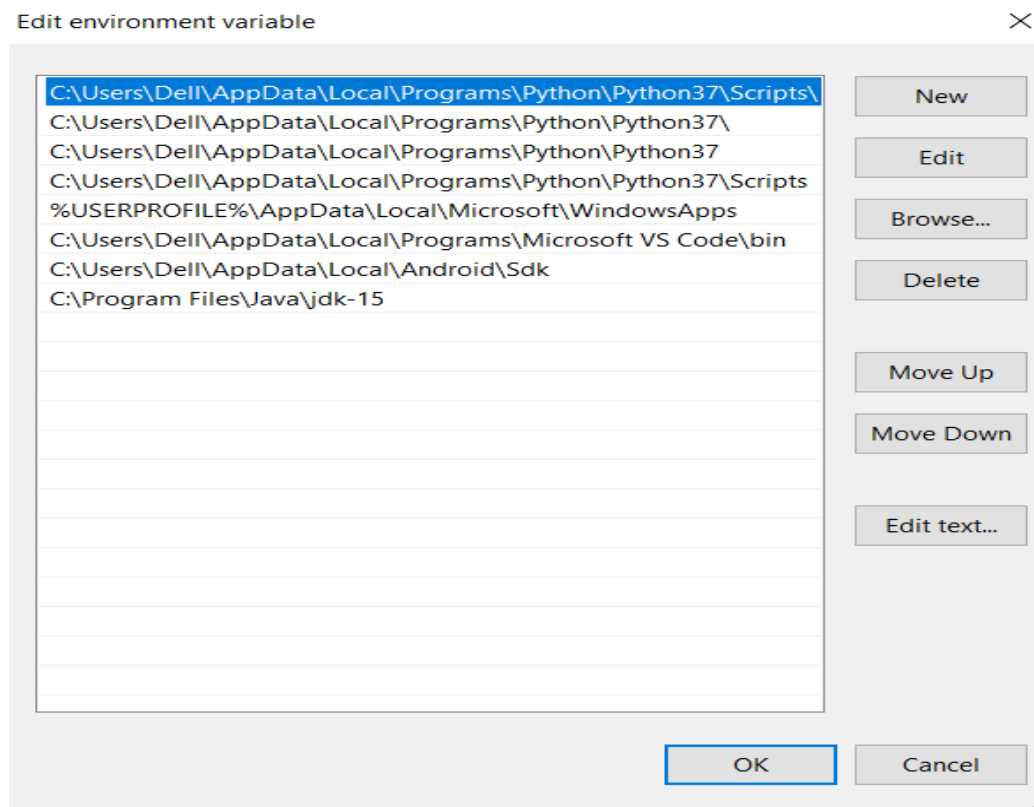 Edit environment variable
C:\Users\Dell\AppData\Local\Programs\Python\Python37\Scripts\
C:\Users\Dell\AppData\Local\Programs\Python\Python37\
C:\Users\Dell\AppData\Local\Programs\Python\Python37
C:\Users\Dell\AppData\Local\Programs\Python\Python37\Scripts
%USERPROFILE%\AppData\Local\Microsoft\WindowsApps
C:\Users\Dell\AppData\Local\Programs\Microsoft VS Code\bin
C:\Users\Dell\AppData\Local\Android\Sdk
C:\Program Files\Java\jdk-15
New
Edit
Browse...
Delete
Move Up
Move Down
Edit text...
OK
Cancel